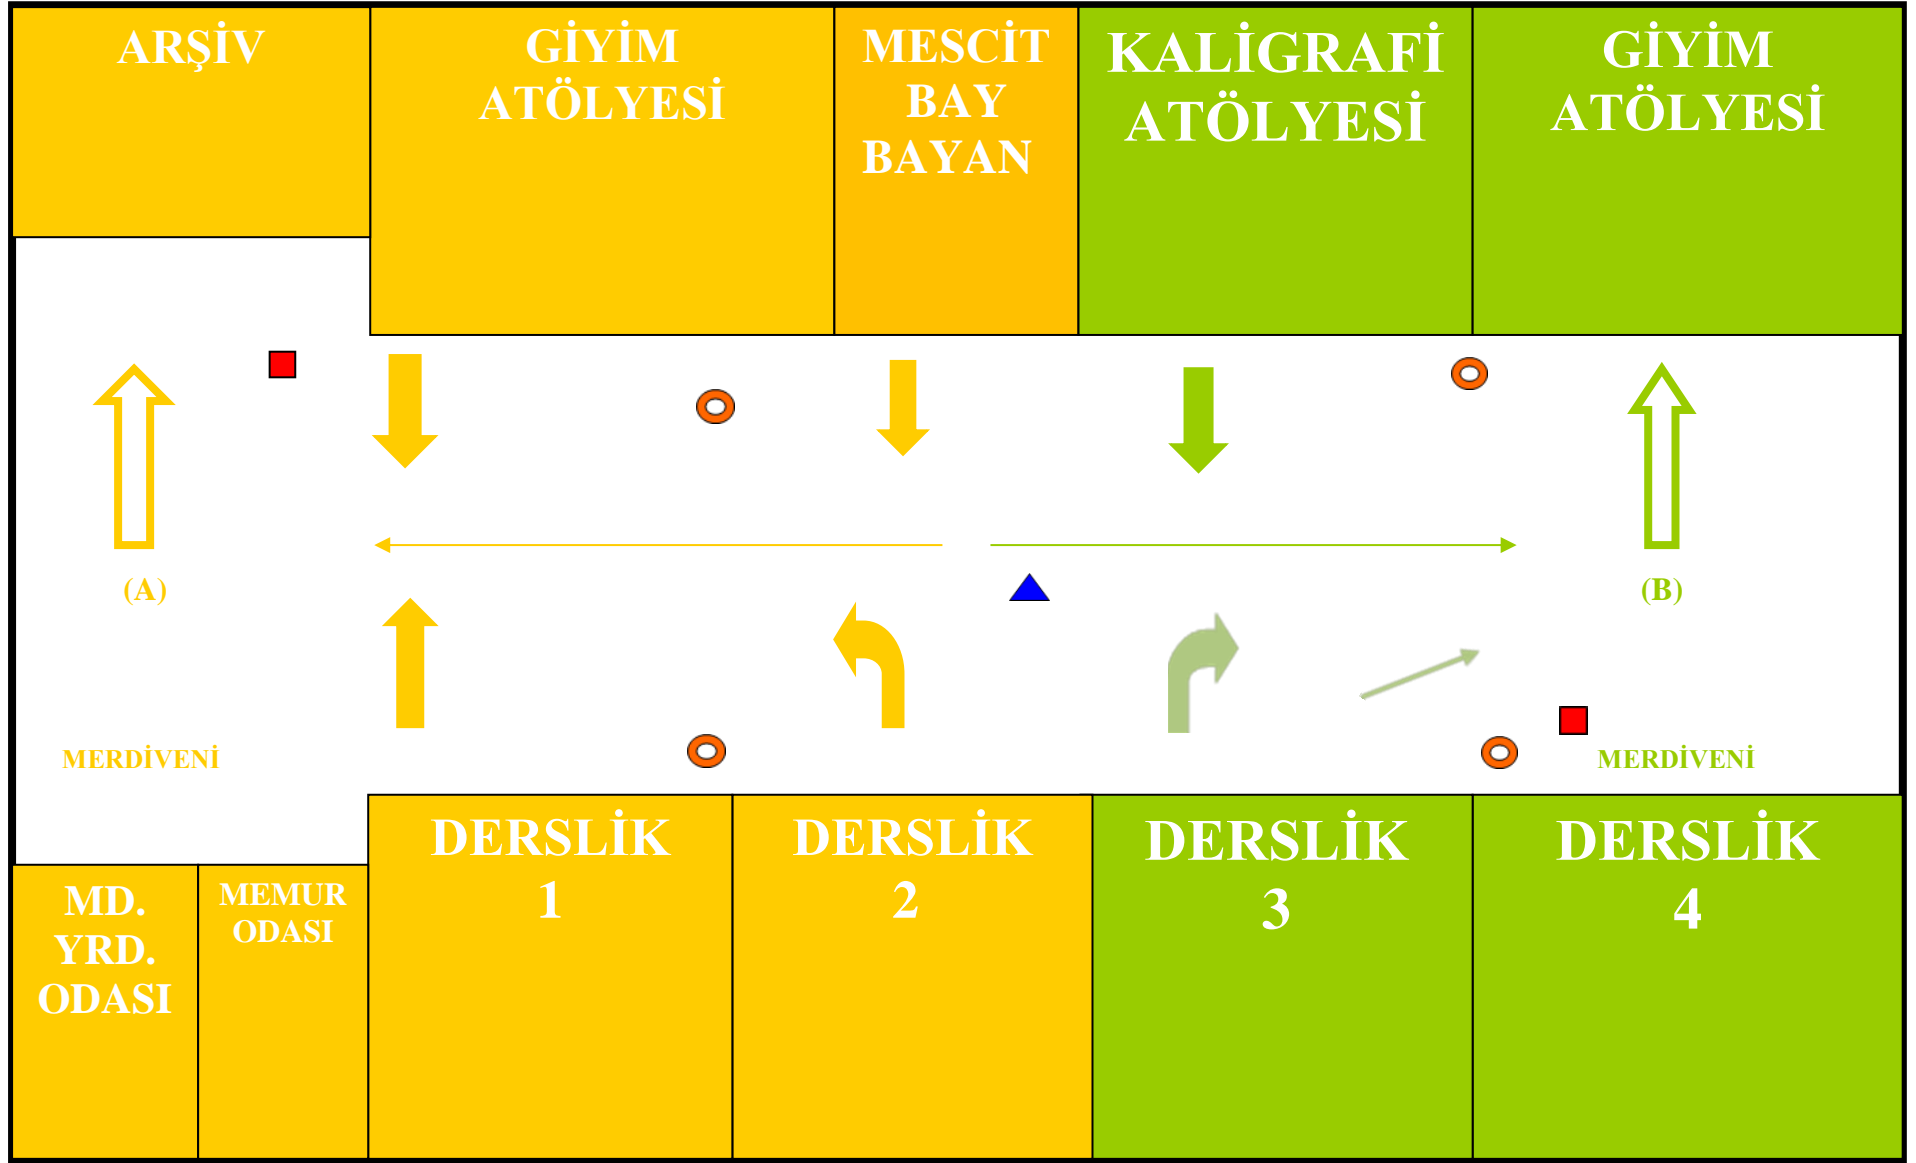 ARŞİV
GİYİM
ATÖLYESİ
MESCİT
BAY
BAYAN
KALİGRAFİ
ATÖLYESİ
GİYİM
ATÖLYESİ
(A)
(B)
MERDİVENİ
MERDİVENİ
MD.
YRD.
ODASI
MEMUR
ODASI
DERSLİK
1
DERSLİK
2
DERSLİK
3
DERSLİK
4